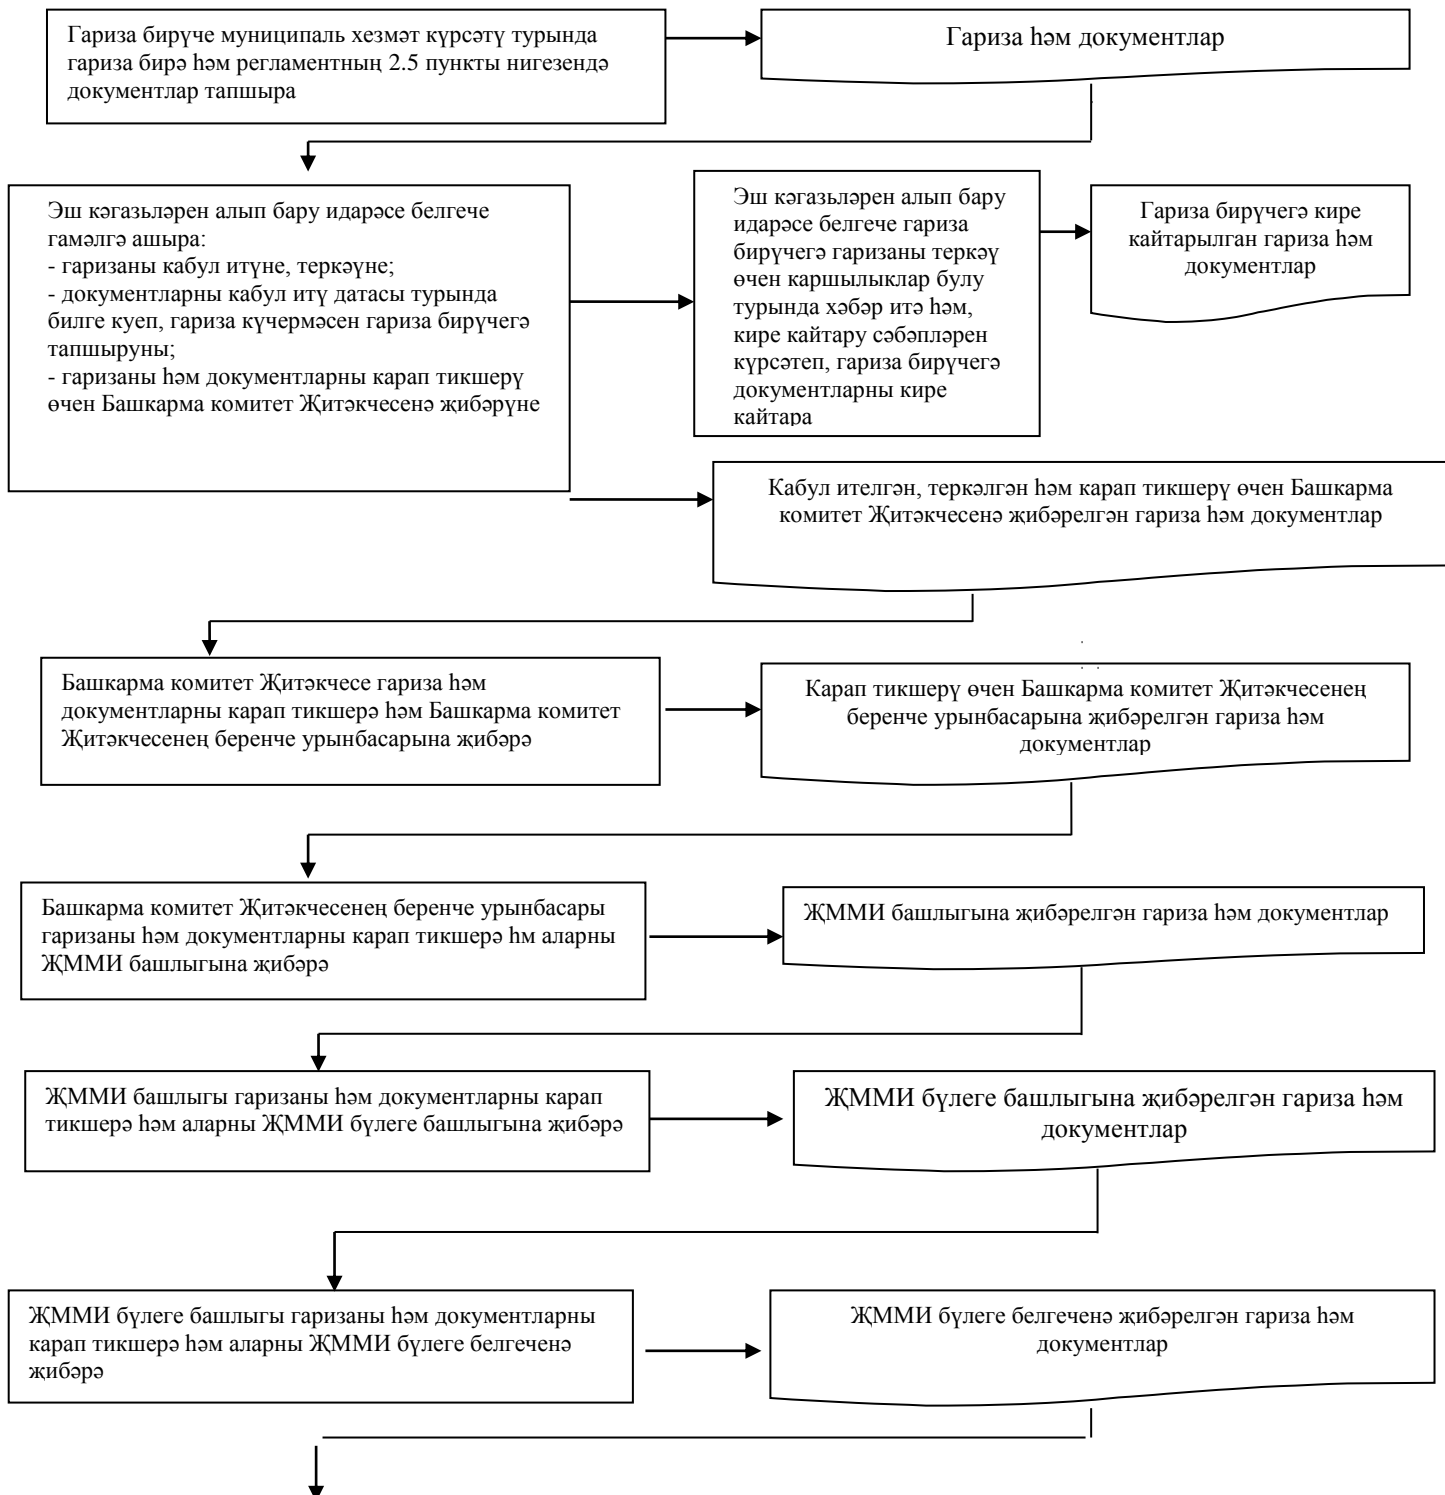 Гариза бирүче муниципаль хезмәт күрсәтү турында
гариза бирә һәм регламентның 2.5 пункты нигезендә
документлар тапшыра
Гариза һәм документлар
Эш кәгазьләрен алып бару идарәсе белгече
гамәлгә ашыра:
- гаризаны кабул итүне, теркәүне;
- документларны кабул итү датасы турында
билге куеп, гариза күчермәсен гариза бирүчегә
тапшыруны;
- гаризаны һәм документларны карап тикшерү
өчен Башкарма комитет Җитәкчесенә җибәрүне
Эш кәгазьләрен алып бару
идарәсе белгече гариза
бирүчегә гаризаны теркәү
өчен каршылыклар булу
турында хәбәр итә һәм,
кире кайтару сәбәпләрен
күрсәтеп, гариза бирүчегә
документларны кире
кайтара
Гариза бирүчегә кире
кайтарылган гариза һәм
документлар
Кабул ителгән, теркәлгән һәм карап тикшерү өчен Башкарма
комитет Җитәкчесенә җибәрелгән гариза һәм документлар
Башкарма комитет Җитәкчесе гариза һәм
документларны карап тикшерә һәм Башкарма комитет
Җитәкчесенең беренче урынбасарына җибәрә
Карап тикшерү өчен Башкарма комитет Җитәкчесенең
беренче урынбасарына җибәрелгән гариза һәм
документлар
Башкарма комитет Җитәкчесенең беренче урынбасары
гаризаны һәм документларны карап тикшерә һм аларны
ҖММИ башлыгына җибәрә
ҖММИ башлыгына җибәрелгән гариза һәм документлар
ҖММИ башлыгы гаризаны һәм документларны карап
тикшерә һәм аларны ҖММИ бүлеге башлыгына җибәрә
ҖММИ бүлеге башлыгына җибәрелгән гариза һәм
документлар
ҖММИ бүлеге башлыгы гаризаны һәм документларны
карап тикшерә һәм аларны ҖММИ бүлеге белгеченә
җибәрә
ҖММИ бүлеге белгеченә җибәрелгән гариза һәм
документлар